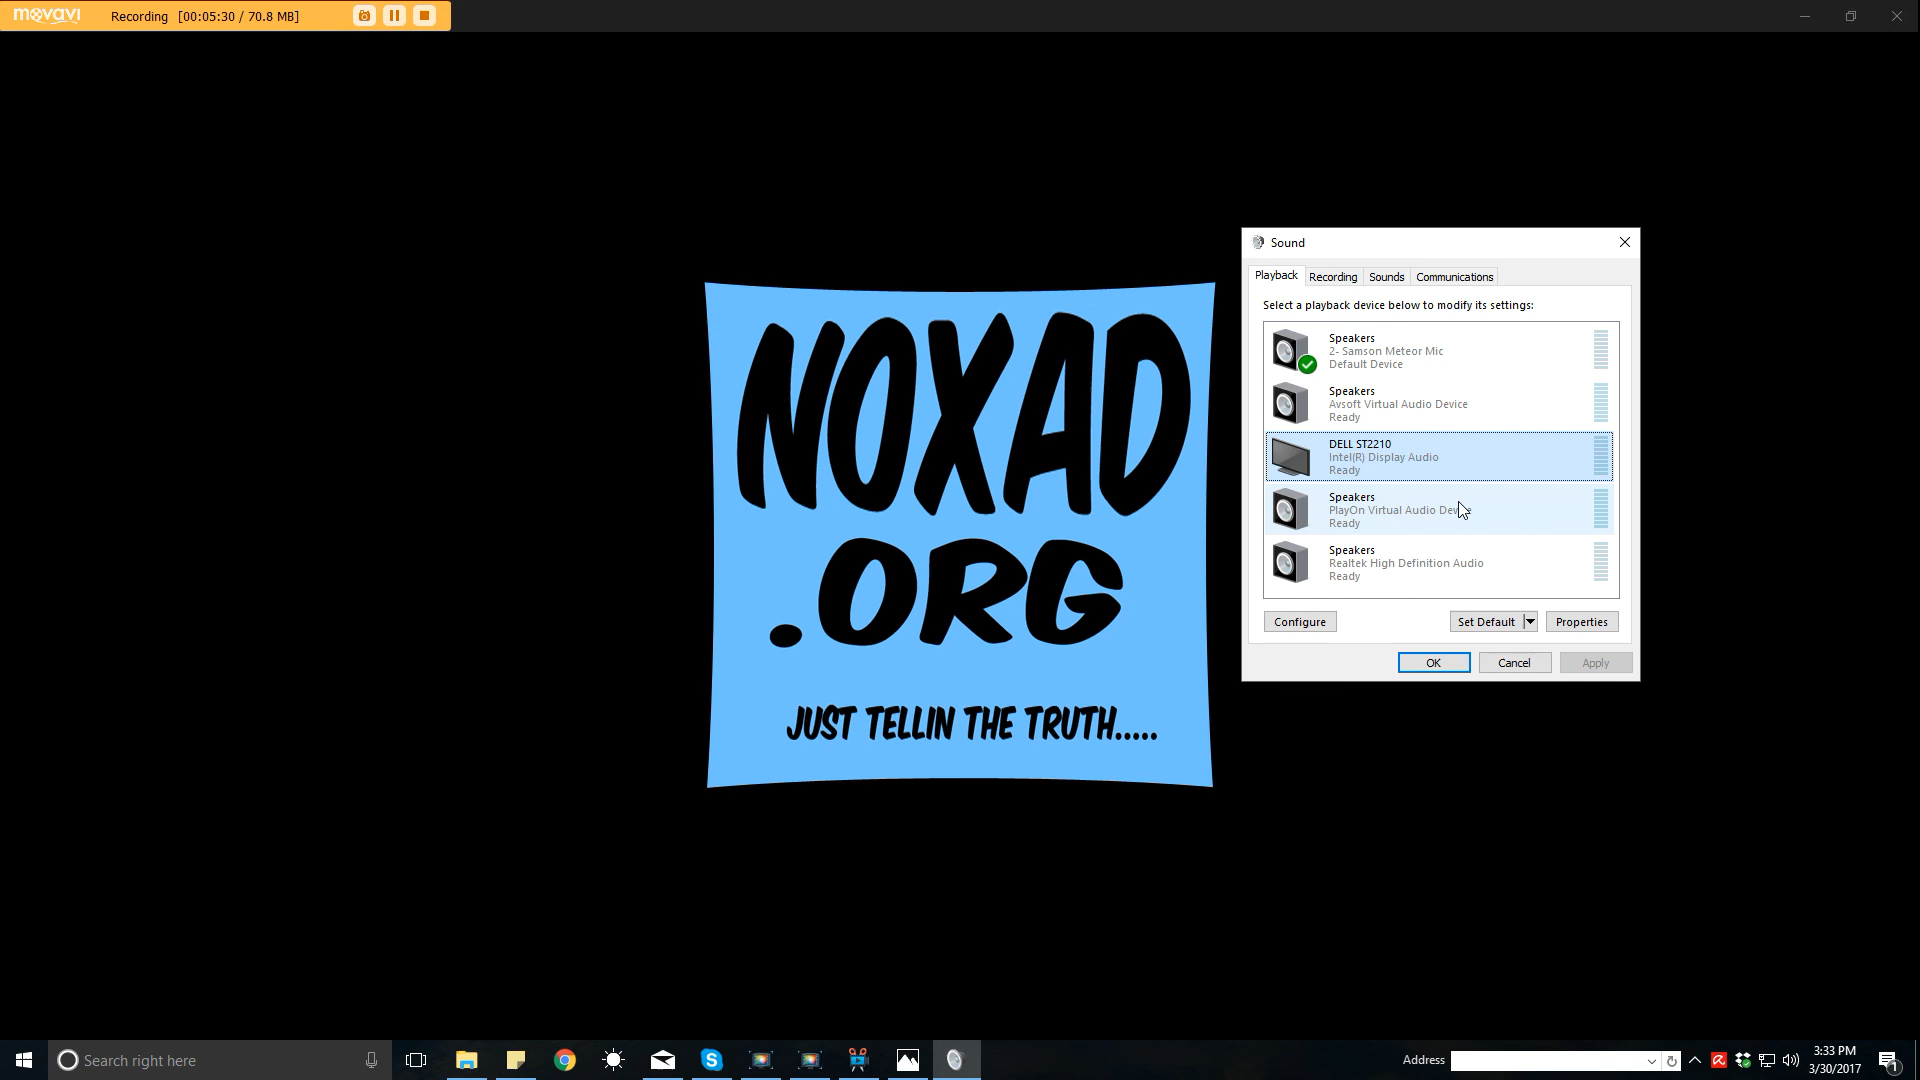 movavi Recording [00:05:30 / 70.8 MB]
NOXAD
.ORG
JUST TELLIN THE TRUTH.....
Sound
Playback Recording Sounds Communications
Select a playback device below to modify its settings:
Speakers
2- Samson Meteor Mic
Default Device
Speakers
Avsoft Virtual Audio Device
Ready
DELL ST2210
Intel(R) Display Audio
Ready
Speakers
PlayOn Virtual Audio Device
Ready
Speakers
Realtek High Definition Audio
Ready
Configure Set Default Properties
OK Cancel Apply
Search right here
Address
3:33 PM
3/30/2017
1